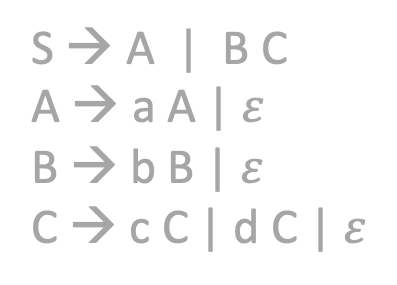 S → A | B C
A → a A | ε
B → b B | ε
C → c C | d C | ε